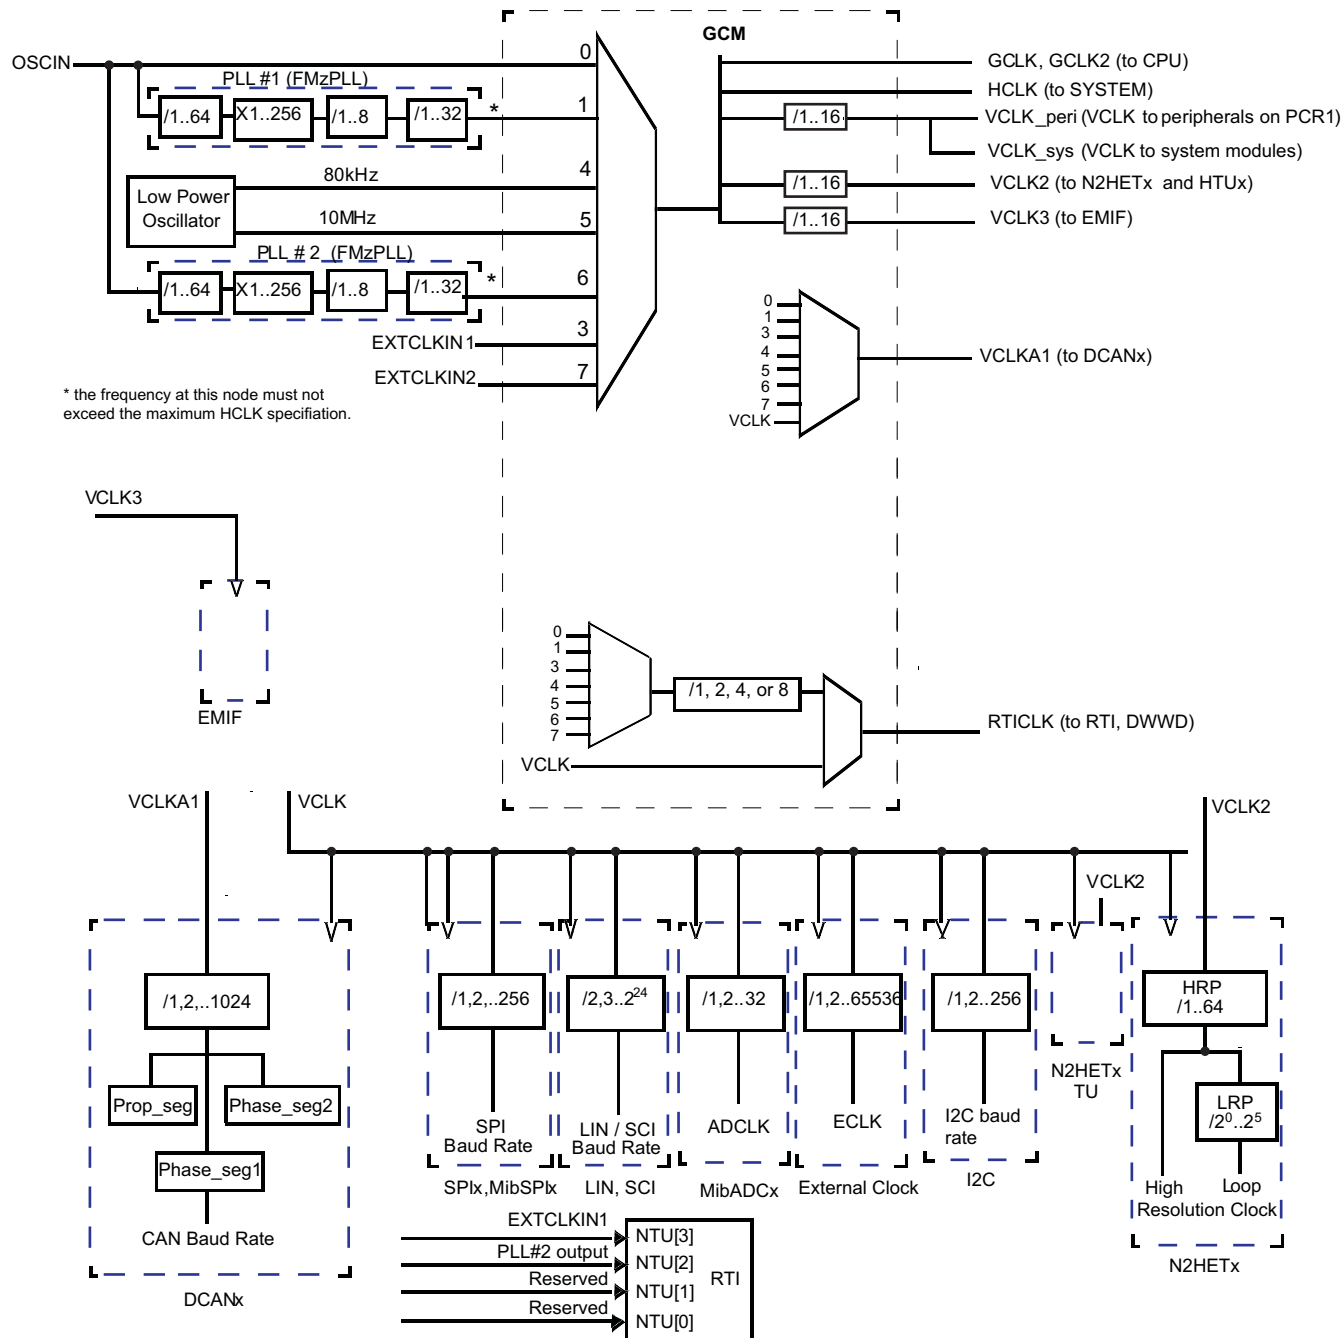 GCM
OSCIN
0
GCLK, GCLK2 (to CPU)
PLL #1 (FMzPLL)
HCLK (to SYSTEM)
/1..64
X1..256
/1..8
/1..32
*
1
/1..16
VCLK_peri (VCLK to peripherals on PCR1)
VCLK_sys (VCLK to system modules)
80kHz
4
/1..16
VCLK2 (to N2HETx and HTUx)
Low Power
Oscillator
10MHz
5
/1..16
VCLK3 (to EMIF)
PLL # 2 (FMzPLL)
/1..64
X1..256
/1..8
/1..32
*
6
EXTCLKIN1
3
EXTCLKIN2
7
0
1
3
4
5
6
7
VCLK
VCLKA1 (to DCANx)
* the frequency at this node must not
exceed the maximum HCLK specifiation.
VCLK3
EMIF
0
1
3
4
5
6
7
/1, 2, 4, or 8
VCLK
RTICLK (to RTI, DWWD)
VCLKA1
VCLK
VCLK2
VCLK2
/1,2,..1024
Prop_seg
Phase_seg2
Phase_seg1
CAN Baud Rate
DCANx
/1,2,..256
SPI
Baud Rate
SPIx,MibSPIx
/2,3..2²⁴
LIN / SCI
Baud Rate
LIN, SCI
/1,2..32
ADCLK
MibADCx
/1,2..65536
ECLK
External Clock
/1,2..256
I2C baud
rate
I2C
N2HETx
TU
HRP
/1..64
LRP
/2⁰..2⁵
High
Loop
Resolution Clock
N2HETx
EXTCLKIN1
NTU[3]
PLL#2 output
NTU[2]
RTI
Reserved
NTU[1]
Reserved
NTU[0]